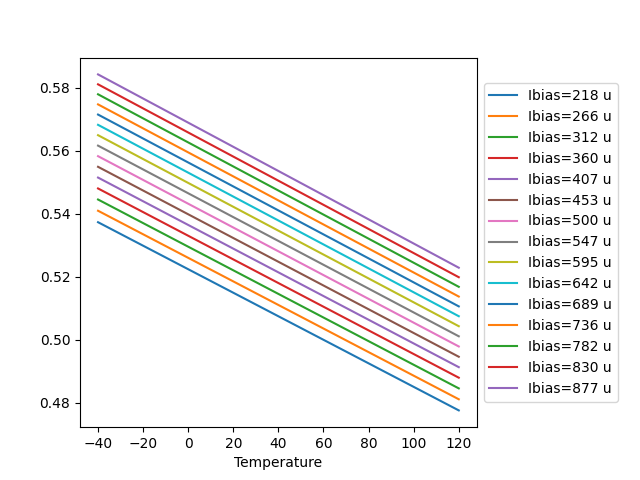 0.58
0.56
0.54
0.52
0.50
0.48
−40
−20
0
20
40
60
80
100
120
Temperature
Ibias=218 u
Ibias=266 u
Ibias=312 u
Ibias=360 u
Ibias=407 u
Ibias=453 u
Ibias=500 u
Ibias=547 u
Ibias=595 u
Ibias=642 u
Ibias=689 u
Ibias=736 u
Ibias=782 u
Ibias=830 u
Ibias=877 u